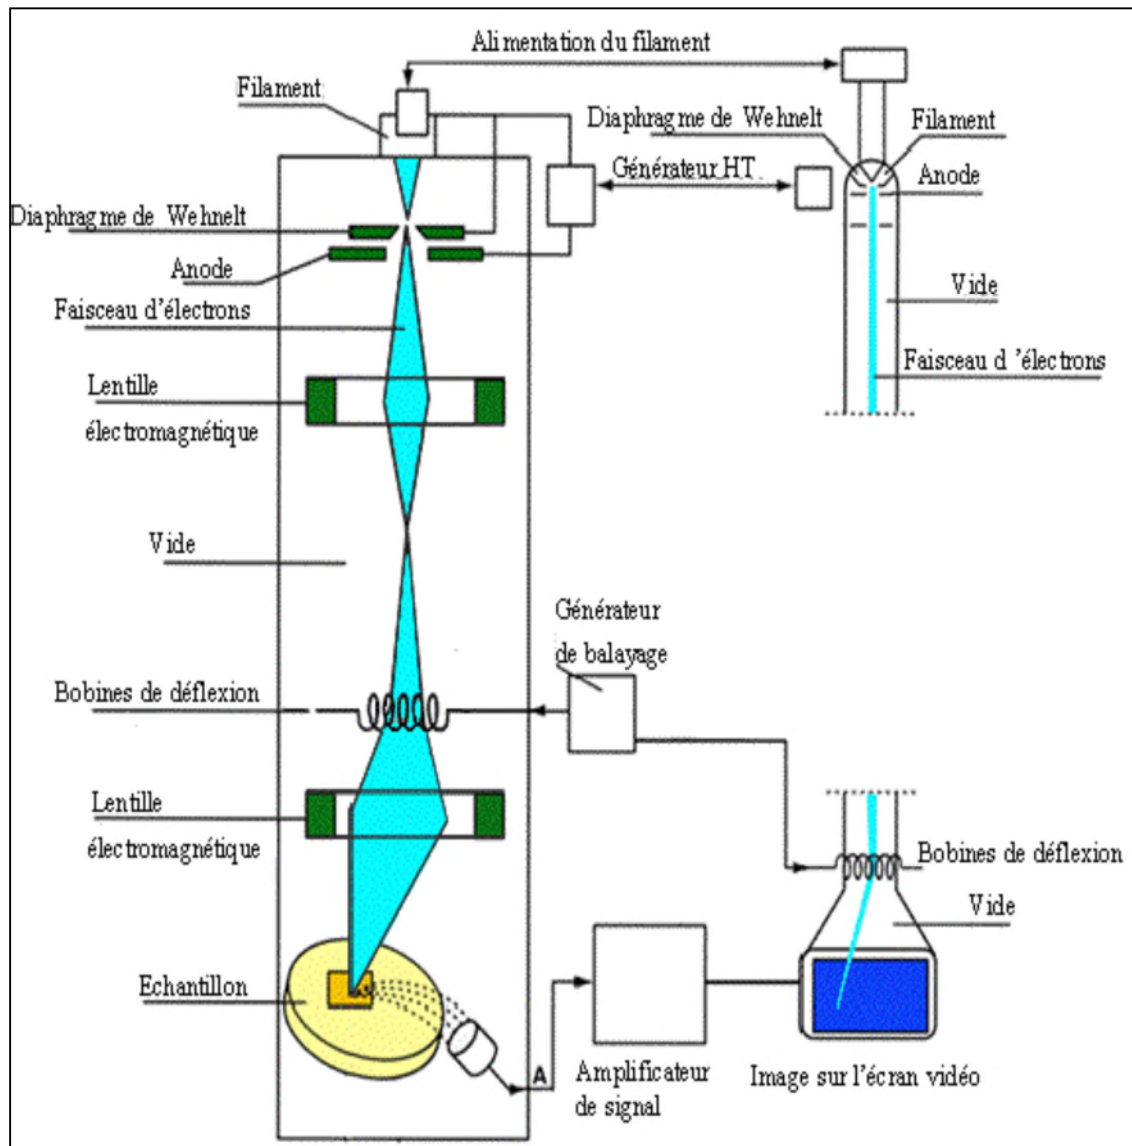 Alimentation du filament
Filament
Diaphragme de Wehnelt
Filament
Générateur HT
Anode
Diaphragme de Wehnelt
Anode
Vide
Faisceau d'électrons
Faisceau d 'électrons
Lentille
électromagnétique
Vide
Générateur
de balayage
Bobines de déflexion
Lentille
électromagnétique
Bobines de déflexion
Vide
Echantillon
A
Amplificateur
de signal
Image sur l'écran vidéo